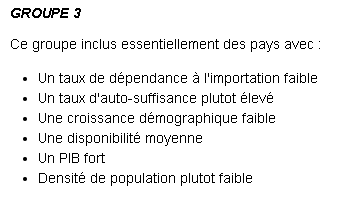 GROUPE 3
Ce groupe inclus essentiellement des pays avec :
• Un taux de dépendance à l'importation faible
• Un taux d'auto-suffisance plutot élevé
• Une croissance démographique faible
• Une disponibilité moyenne
• Un PIB fort
• Densité de population plutot faible